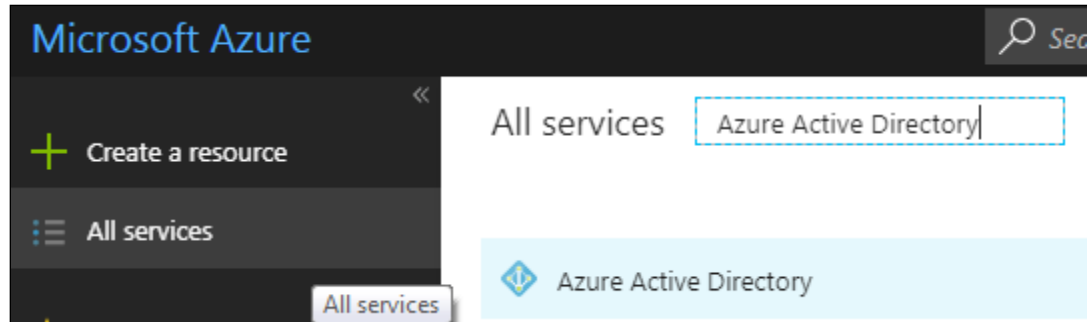 Microsoft Azure
«
Create a resource
All services
All services
All services
Azure Active Directory
Azure Active Directory